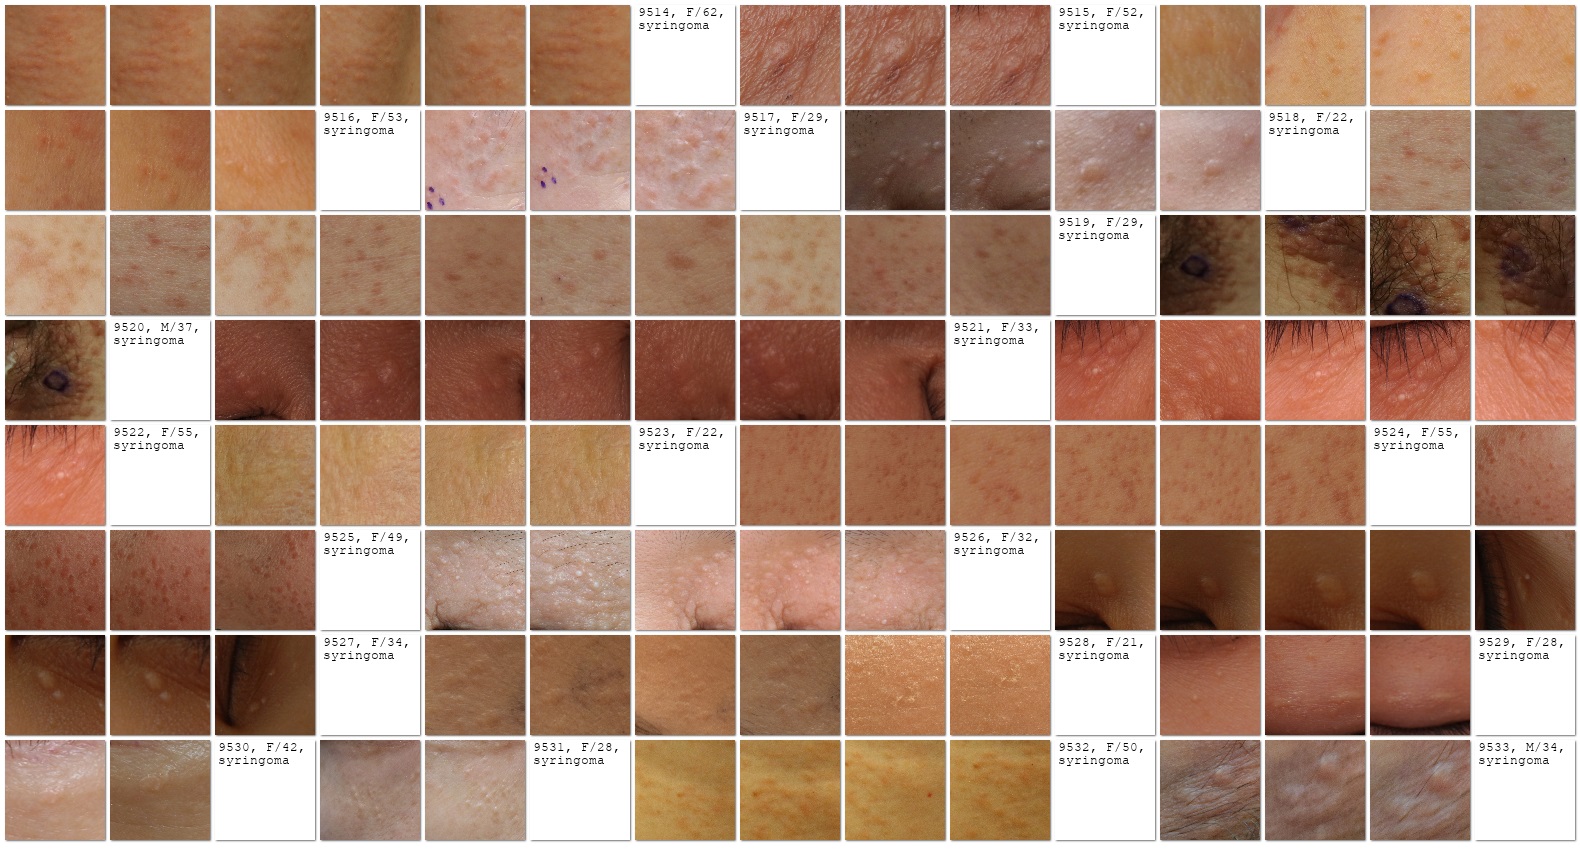 9514, F/62,
syringoma
9515, F/52,
syringoma
9516, F/53,
syringoma
9517, F/29,
syringoma
9518, F/22,
syringoma
9519, F/29,
syringoma
9520, M/37,
syringoma
9521, F/33,
syringoma
9522, F/55,
syringoma
9523, F/22,
syringoma
9524, F/55,
syringoma
9525, F/49,
syringoma
9526, F/32,
syringoma
9527, F/34,
syringoma
9528, F/21,
syringoma
9529, F/28,
syringoma
9530, F/42,
syringoma
9531, F/28,
syringoma
9532, F/50,
syringoma
9533, M/34,
syringoma